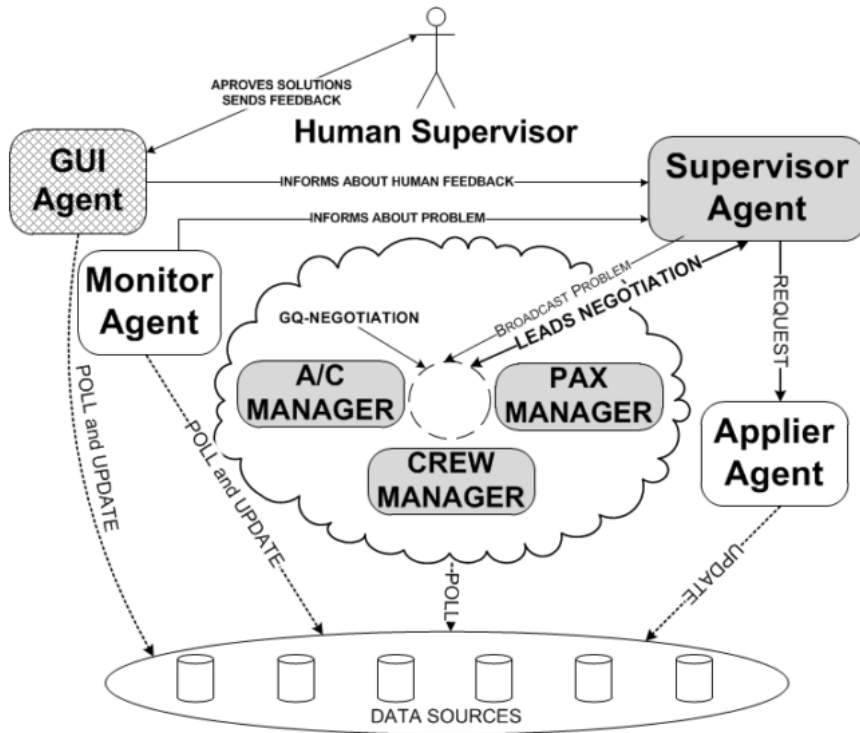 APROVES SOLUTIONS
SENDS FEEDBACK
Human Supervisor
GUI
Agent
INFORMS ABOUT HUMAN FEEDBACK
Supervisor
Agent
INFORMS ABOUT PROBLEM
Monitor
Agent
BROADCAST PROBLEM
LEADS NEGOTIATION
REQUEST
GQ-NEGOTIATION
A/C
MANAGER
PAX
MANAGER
CREW
MANAGER
Applier
Agent
POLL and UPDATE
POLL and UPDATE
POLL
UPDATE
DATA SOURCES